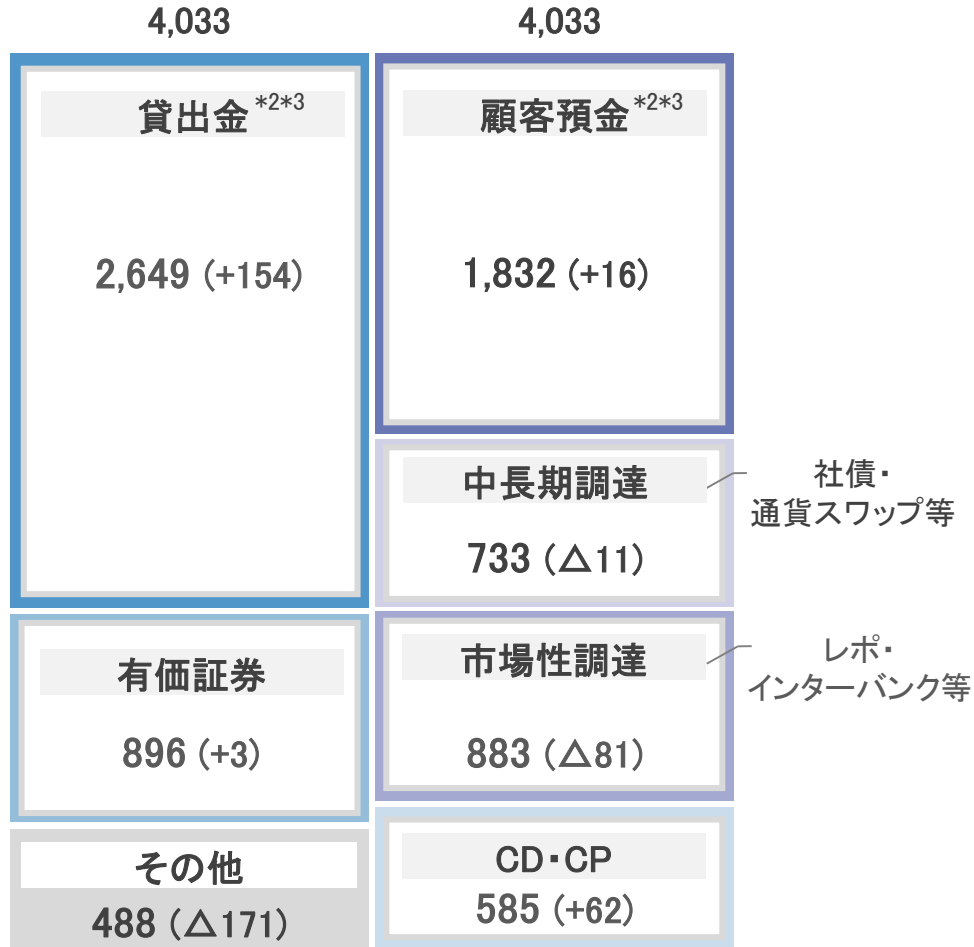 4,033
貸出金*2*3
2,649 (+154)
有価証券
896 (+3)
その他
488 (△171)
4,033
顧客預金*2*3
1,832 (+16)
中長期調達
733 (△11)
社債・
通貨スワップ等
市場性調達
883 (△81)
レポ・
インターバンク等
CD・CP
585 (+62)